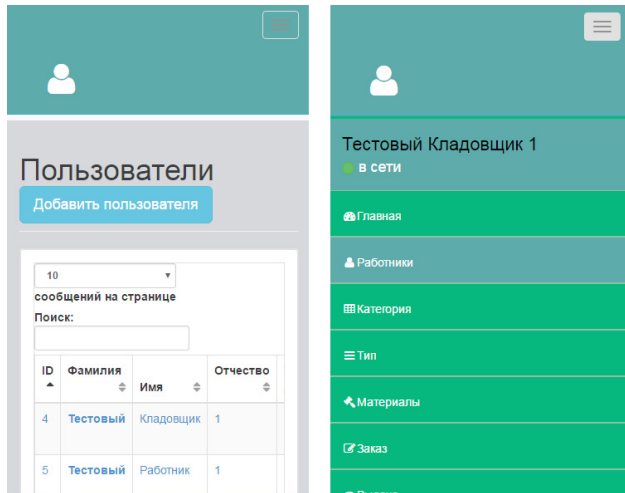 Пользователи
Добавить пользователя
10
сообщений на странице
Поиск:
ID Фамилия Имя Отчество
4 Тестовый Кладовщик 1
5 Тестовый Работник 1
Тестовый Кладовщик 1
в сети
Главная
Работники
Категория
Тип
Материалы
Заказ